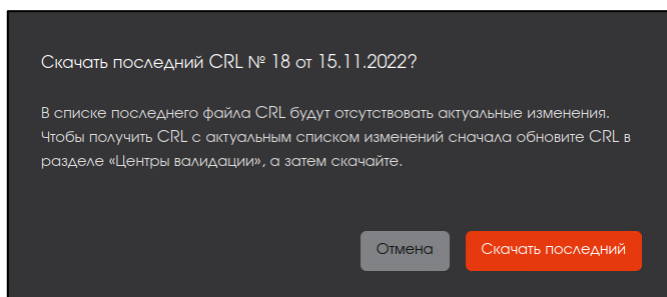 Скачать последний CRL № 18 от 15.11.2022?
В списке последнего файла CRL будут отсутствовать актуальные изменения.
Чтобы получить CRL с актуальным списком изменений сначала обновите CRL в
разделе «Центры валидации», а затем скачайте.
Отмена
Скачать последний